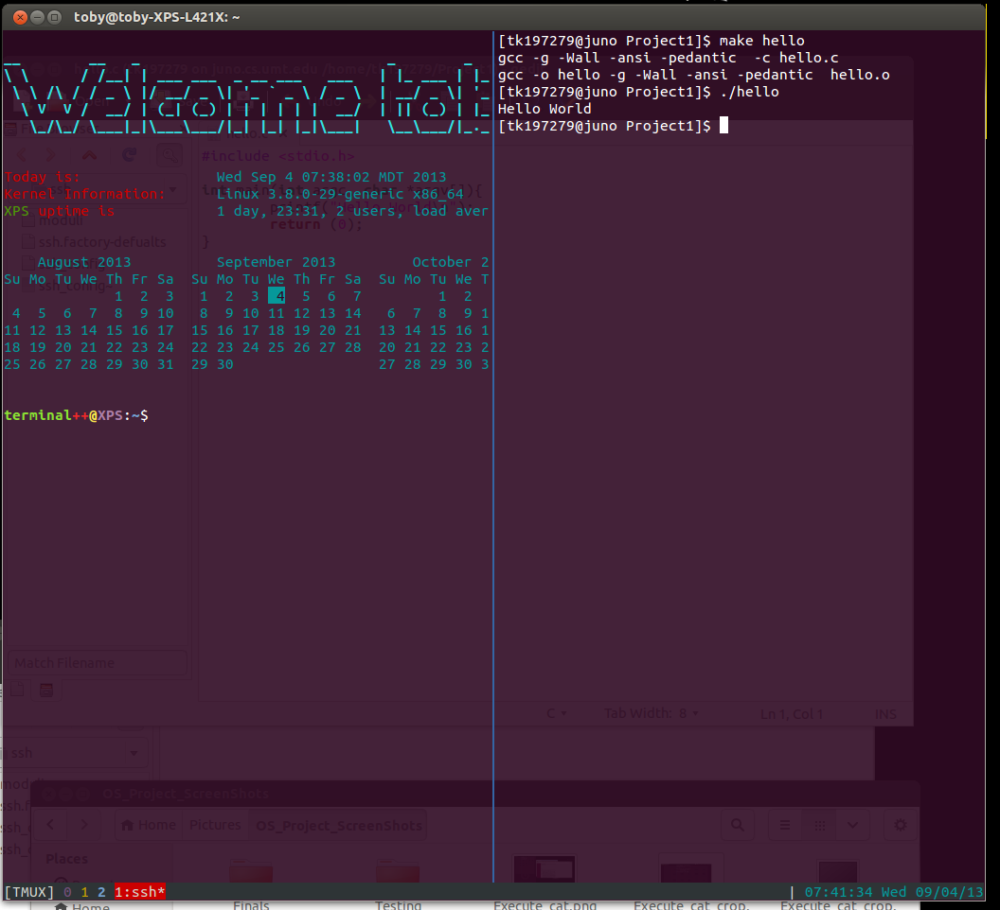 toby@toby-XPS-L421X: ~
Welcome to
Today is: Wed Sep 4 07:38:02 MDT 2013
Kernel Information: Linux 3.8.0-29-generic x86_64
XPS uptime is 1 day, 23:31, 2 users, load aver
August 2013 September 2013 October 2
Su Mo Tu We Th Fr Sa Su Mo Tu We Th Fr Sa Su Mo Tu We T
1 2 3 1 2 3 4 5 6 7 1 2
4 5 6 7 8 9 10 8 9 10 11 12 13 14 6 7 8 9 1
11 12 13 14 15 16 17 15 16 17 18 19 20 21 13 14 15 16 1
18 19 20 21 22 23 24 22 23 24 25 26 27 28 20 21 22 23 2
25 26 27 28 29 30 31 29 30 27 28 29 30 3
terminal++@XPS:~$
[tk197279@juno Project1]$ make hello
gcc -g -Wall -ansi -pedantic -c hello.c
gcc -o hello -g -Wall -ansi -pedantic hello.o
[tk197279@juno Project1]$ ./hello
Hello World
[tk197279@juno Project1]$
#include <stdio.h>
return (0);
}
moduli
ssh.factory-defualts
ssh_config
Match Filename
C Tab Width: 8 Ln 1, Col 1 INS
ssh
OS_Project_ScreenShots
Home Pictures OS_Project_ScreenShots
Places
[TMUX] 0 1 2 1:ssh* | 07:41:34 Wed 09/04/13
Home Finals Testing Execute_cat.png Execute_cat_crop. Execute_cat_crop.